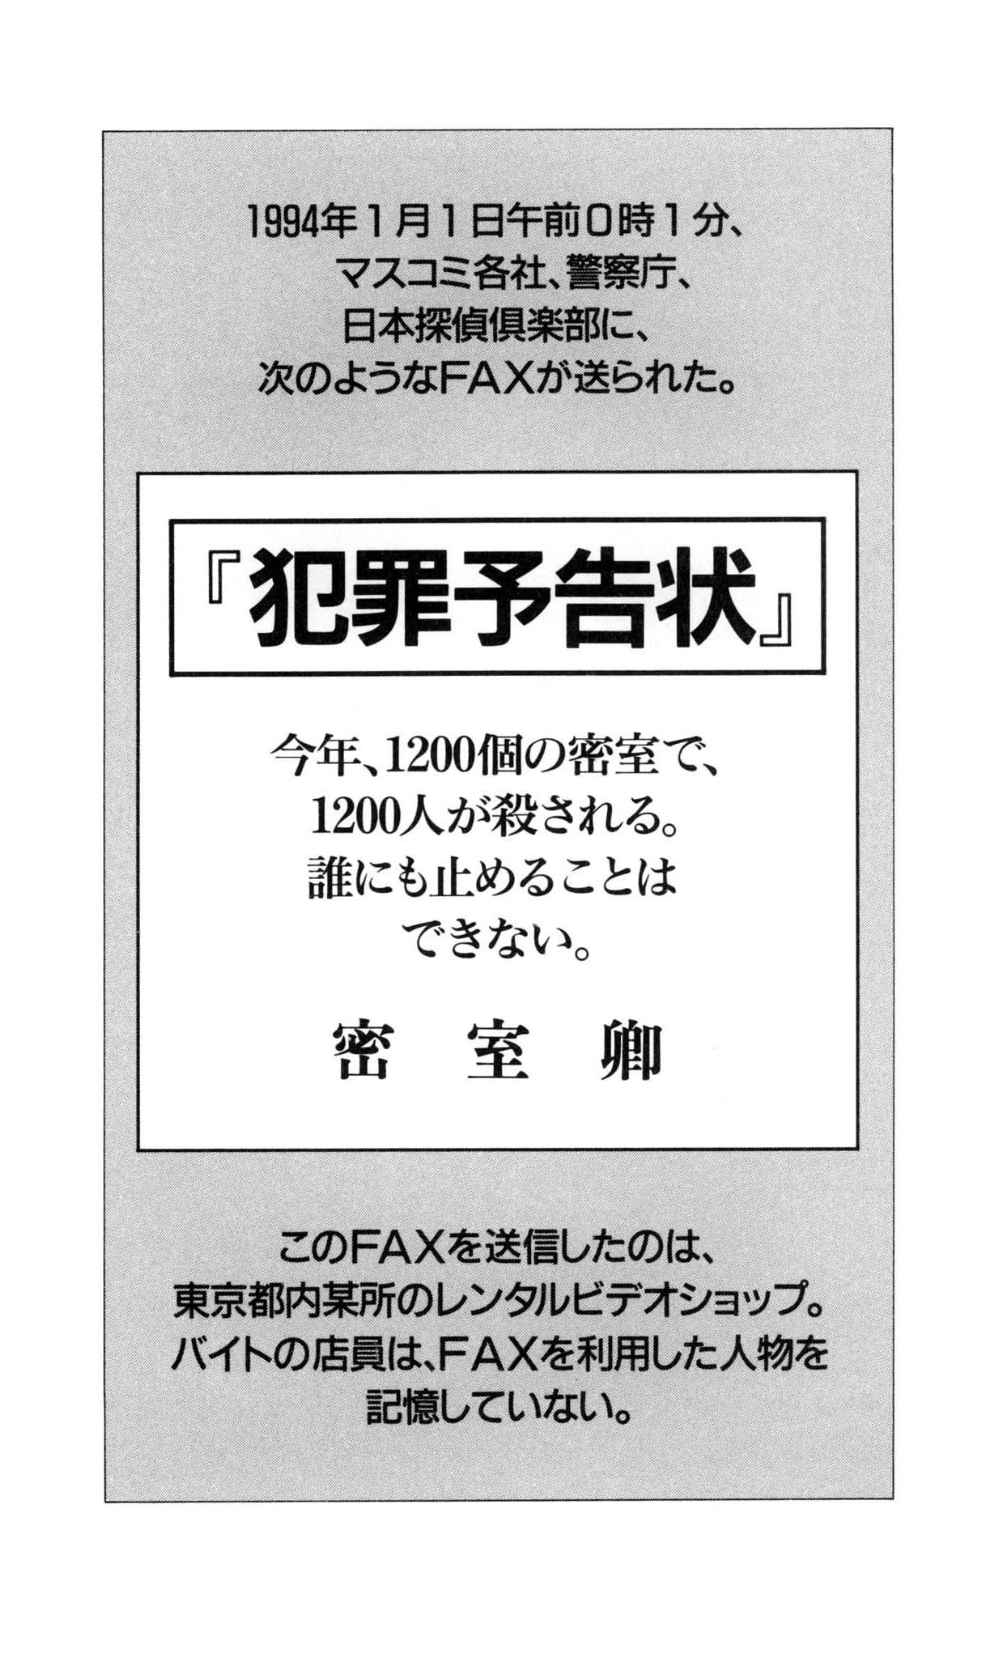 1994年1月1日午前0時1分、
マスコミ各社、警察庁、
日本探偵倶楽部に、
次のようなFAXが送られた。
『犯罪予告状』
今年、1200個の密室で、
1200人が殺される。
誰にも止めることは
できない。
密 室 卿
このFAXを送信したのは、
東京都内某所のレンタルビデオショップ。
バイトの店員は、FAXを利用した人物を
記憶していない。